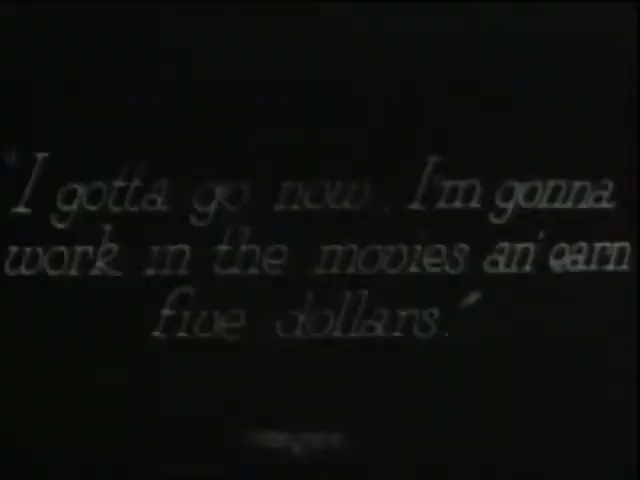 "I gotta go now. I'm gonna
work in the movies an' earn
five dollars."